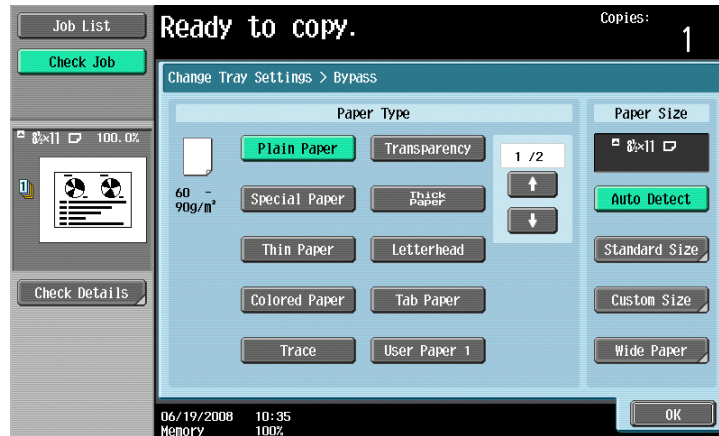 Job List
Check Job
Ready to copy.
Copies:
1
Change Tray Settings > Bypass
8½×11 100.0%
1
Check Details
Paper Type
60 -
90g/m²
Plain Paper
Transparency
Special Paper
Thick
Paper
Thin Paper
Letterhead
Colored Paper
Tab Paper
Trace
User Paper 1
1 /2
Paper Size
8½×11
Auto Detect
Standard Size
Custom Size
Wide Paper
06/19/2008 10:35
Memory 100%
OK